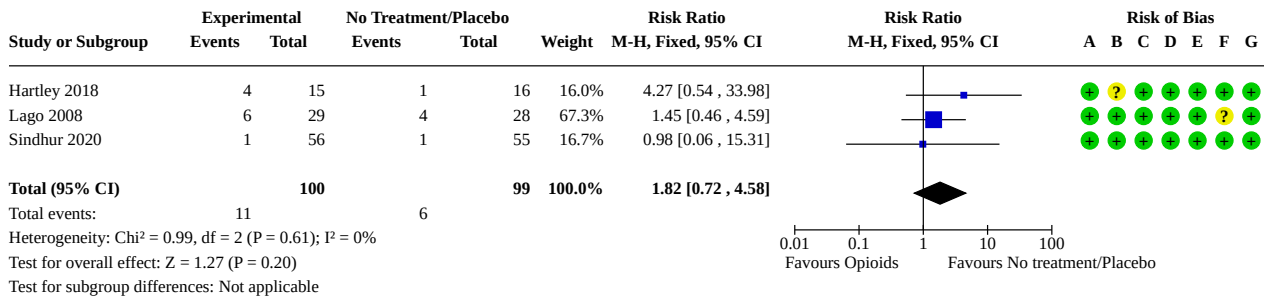 Experimental No Treatment/Placebo Risk Ratio Risk Ratio Risk of Bias
Study or Subgroup Events Total Events Total Weight M-H, Fixed, 95% CI M-H, Fixed, 95% CI A B C D E F G
Hartley 2018 4 15 1 16 16.0% 4.27 [0.54 , 33.98] + ? + + + + +
Lago 2008 6 29 4 28 67.3% 1.45 [0.46 , 4.59] + + + + + ? +
Sindhur 2020 1 56 1 55 16.7% 0.98 [0.06 , 15.31] + + + + + + +
Total (95% CI) 100 99 100.0% 1.82 [0.72 , 4.58]
Total events: 11 6
Heterogeneity: Chi² = 0.99, df = 2 (P = 0.61); I² = 0%
0.01 0.1 1 10 100
Test for overall effect: Z = 1.27 (P = 0.20) Favours Opioids Favours No treatment/Placebo
Test for subgroup differences: Not applicable